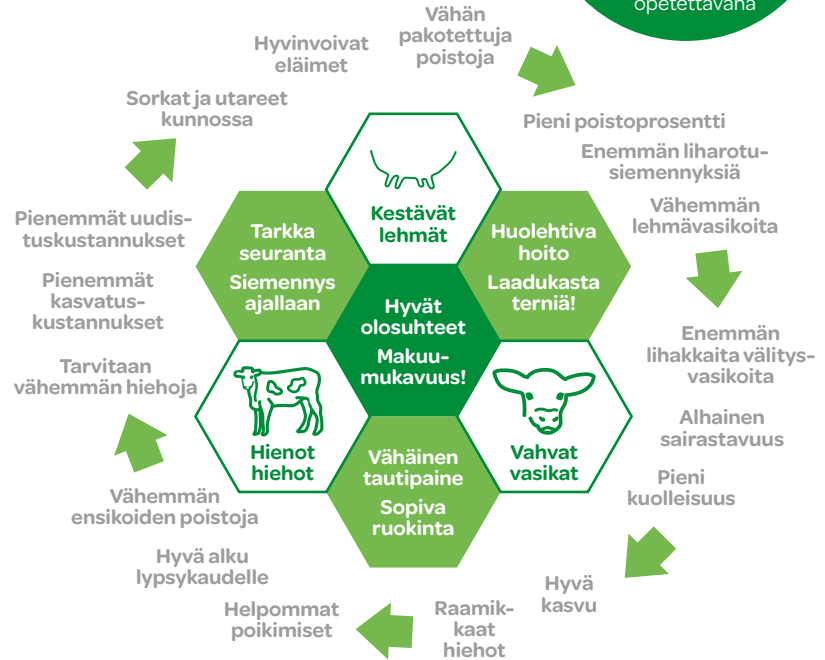 opetettavana
Vähän
pakotettuja
poistoja
Hyvinvoivat
eläimet
Sorkat ja utareet
kunnossa
Pieni poistoprosentti
Enemmän liharotu-
siemennyksiä
Vähemmän
lehmävasikoita
Pienemmät uudis-
tuskustannukset
Pienemmät
kasvatus-
kustannukset
Tarvitaan
vähemmän hiehoja
Enemmän
lihakkaita välitys-
vasikoita
Alhainen
sairastavuus
Pieni
kuolleisuus
Vähemmän
ensikoiden poistoja
Hyvä alku
lypsykaudelle
Helpommat
poikimiset
Raamik-
kaat
hiehot
Hyvä
kasvu
Kestävät
lehmät
Tarkka
seuranta
Siemennys
ajallaan
Huolehtiva
hoito
Laadukasta
terniä!
Hyvät
olosuhteet
Makuu-
mukavuus!
Hienot
hiehot
Vahvat
vasikat
Vähäinen
tautipaine
Sopiva
ruokinta